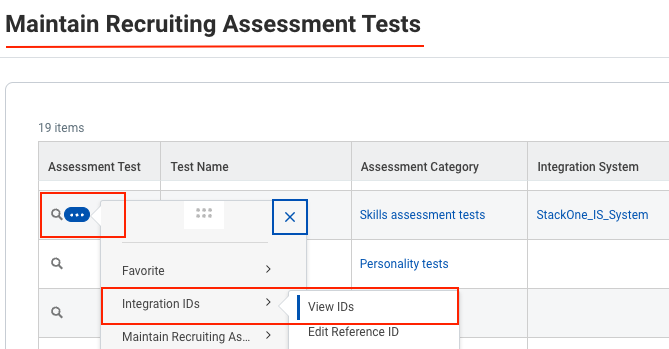 Maintain Recruiting Assessment Tests
19 items
Assessment Test Test Name Assessment Category Integration System
Skills assessment tests StackOne_IS_System
Personality tests
Favorite
Integration IDs
View IDs
Edit Reference ID
Maintain Recruiting As...